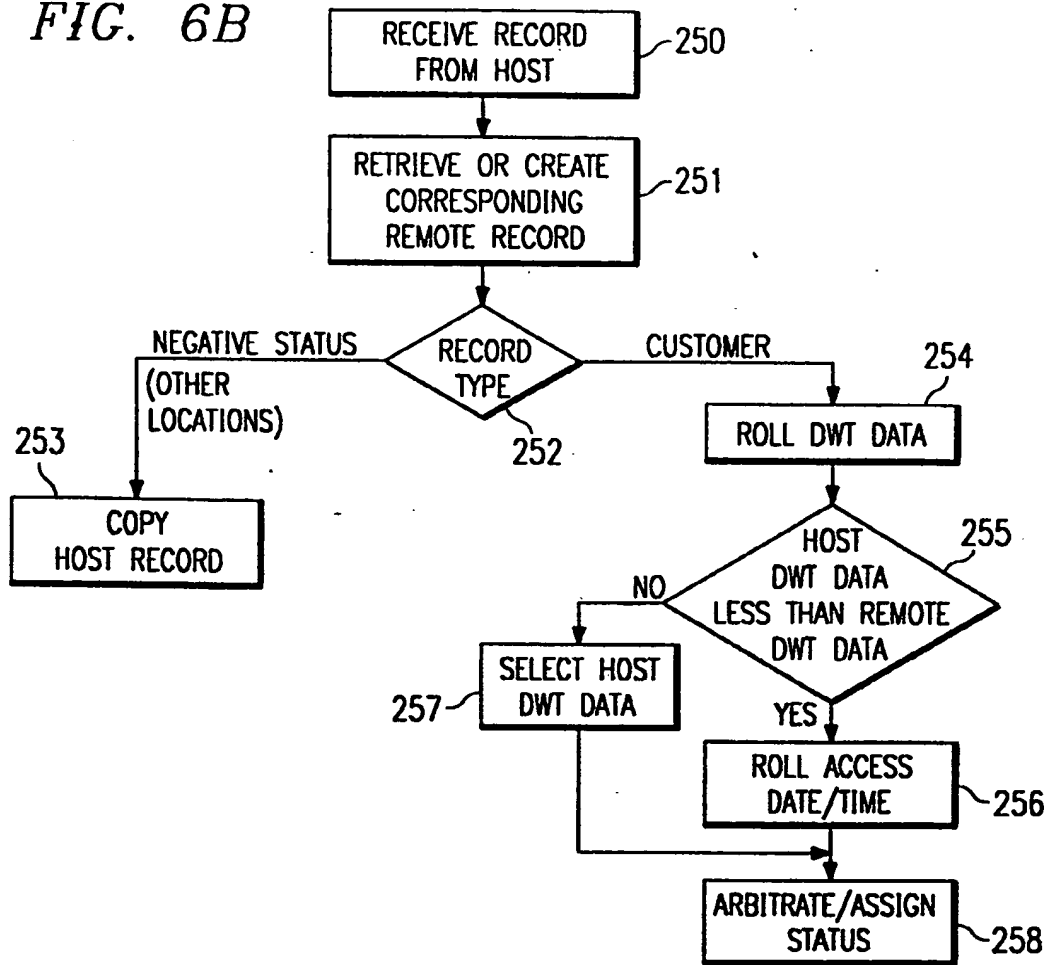 FIG. 6B
RECEIVE RECORD
FROM HOST
250
RETRIEVE OR CREATE
CORRESPONDING
REMOTE RECORD
251
NEGATIVE STATUS
(OTHER
LOCATIONS)
RECORD
TYPE
252
CUSTOMER
253
COPY
HOST RECORD
254
ROLL DWT DATA
HOST
DWT DATA
LESS THAN REMOTE
DWT DATA
255
NO
SELECT HOST
DWT DATA
257
YES
ROLL ACCESS
DATE/TIME
256
ARBITRATE/ASSIGN
STATUS
258